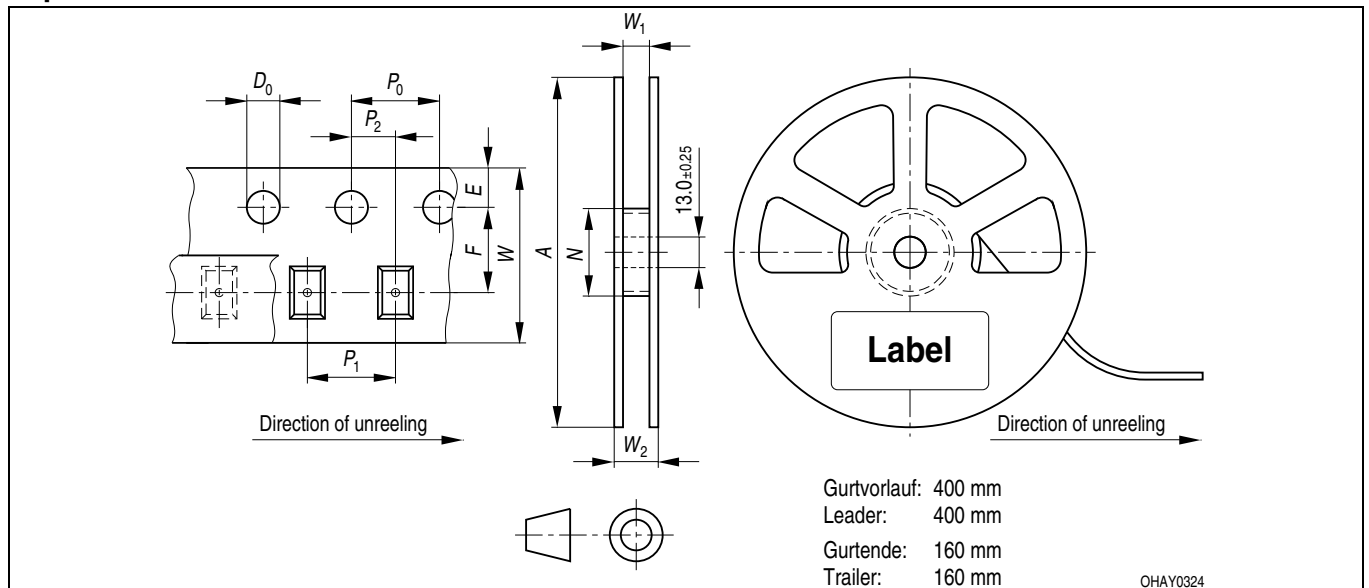 W1
D0
P0
P2
E
F
W
A
N
13.0±0.25
P1
W2
Label
Direction of unreeling
Direction of unreeling
Gurtvorlauf: 400 mm
Leader: 400 mm
Gurtende: 160 mm
Trailer: 160 mm
OHAY0324